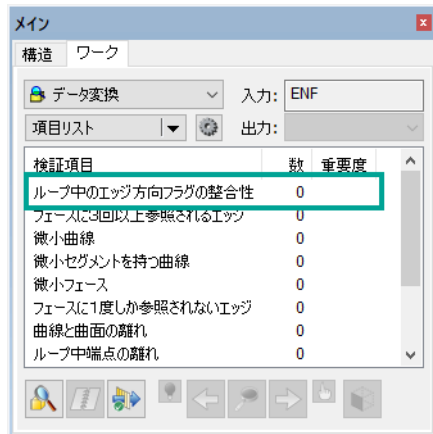 メイン
構造 ワーク
データ変換 入力: ENF
項目リスト 出力:
検証項目 数 重要度
ループ中のエッジ方向フラグの整合性 0
フェースに3回以上参照されるエッジ 0
微小曲線 0
微小セグメントを持つ曲線 0
微小フェース 0
フェースに1度しか参照されないエッジ 0
曲線と曲面の離れ 0
ループ中端点の離れ 0